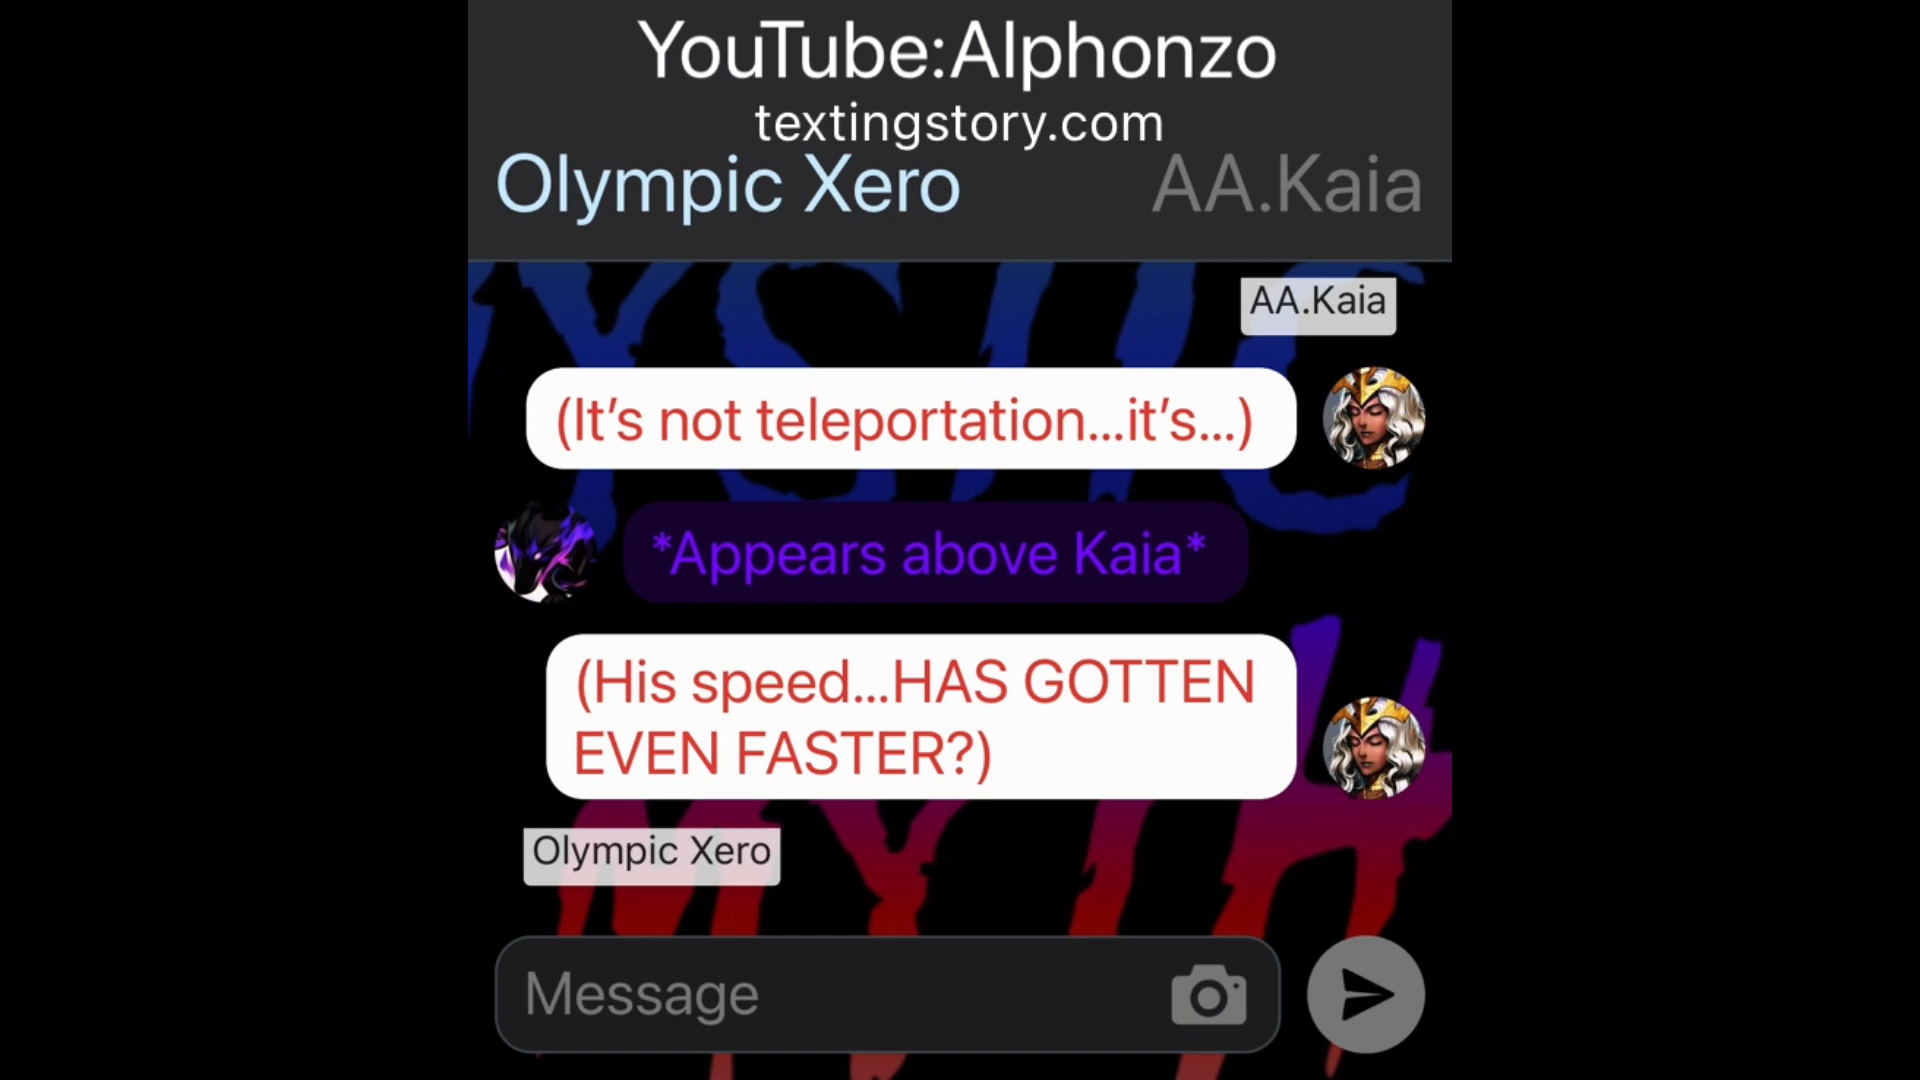 YouTube:Alphonzo
textingstory.com
Olympic Xero
AA.Kaia
AA.Kaia
(It’s not teleportation...it’s...)
*Appears above Kaia*
(His speed...HAS GOTTEN
EVEN FASTER?)
Olympic Xero
Message